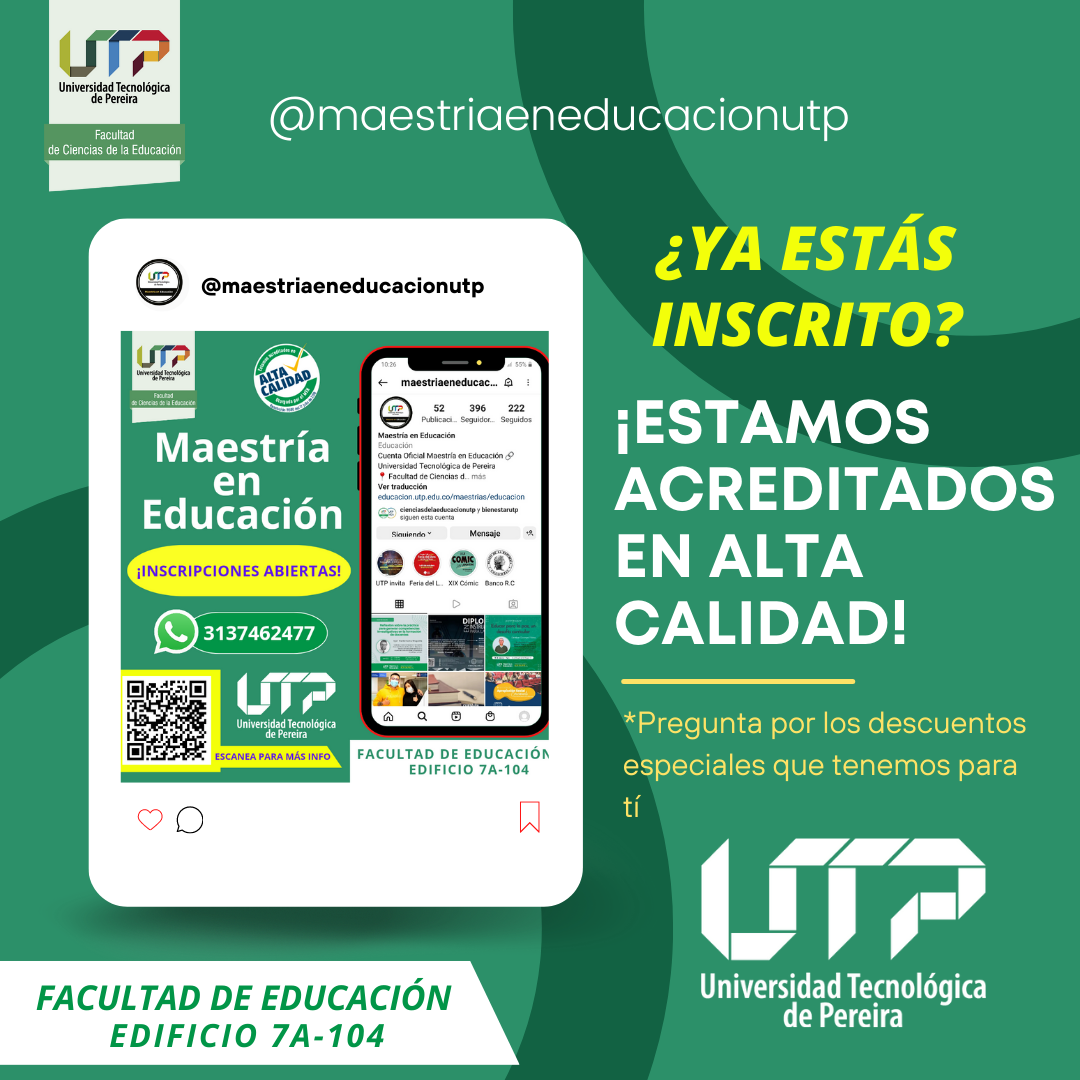 UTP
Universidad Tecnológica
de Pereira
Facultad
de Ciencias de la Educación
@maestriaeneducacionutp
@maestriaeneducacionutp
UTP
Universidad Tecnológica
de Pereira
Facultad
de Ciencias de la Educación
ALTA
CALIDAD
Maestría
en
Educación
¡INSCRIPCIONES ABIERTAS!
3137462477
UTP
Universidad Tecnológica
de Pereira
ESCANEA PARA MÁS INFO
10:26 55%
maestriaeneducac...
52 396 222
Publicaci... Seguidor... Seguidos
Maestría en Educación
Educación
Cuenta Oficial Maestría en Educación
Universidad Tecnológica de Pereira
Facultad de Ciencias d... más
Ver traducción
educacion.utp.edu.co/maestrias/educacion
cienciasdelaeducacionutp y bienestarutp
siguen esta cuenta
Siguiendo Mensaje
COMIC
UTP invita Feria del L... XIX Cómic Banco R.C
DIPLO
FACULTAD DE EDUCACIÓN
EDIFICIO 7A-104
¿YA ESTÁS
INSCRITO?
¡ESTAMOS
ACREDITADOS
EN ALTA
CALIDAD!
*Pregunta por los descuentos
especiales que tenemos para
tí
UTP
Universidad Tecnológica
de Pereira
FACULTAD DE EDUCACIÓN
EDIFICIO 7A-104